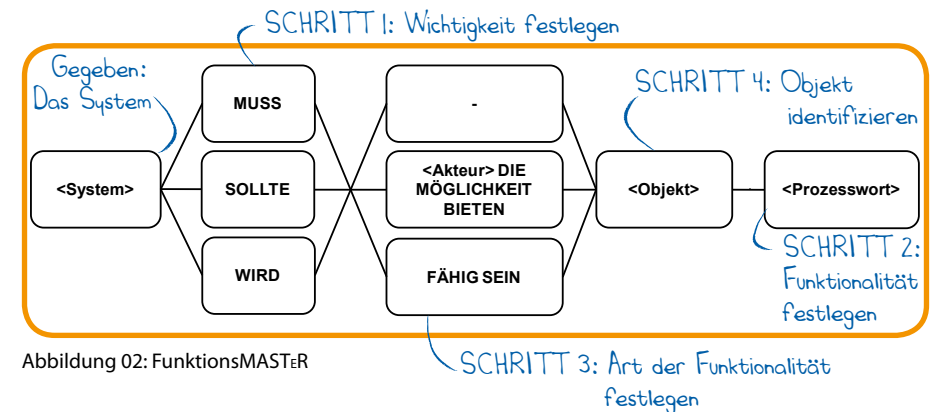 SCHRITT 1: Wichtigkeit festlegen
Gegeben:
Das System
SCHRITT 4: Objekt
identifizieren
MUSS
-
<System>
SOLLTE
<Akteur> DIE
MÖGLICHKEIT
BIETEN
<Objekt>
<Prozesswort>
WIRD
FÄHIG SEIN
SCHRITT 2:
Funktionalität
festlegen
Abbildung 02: FunktionsMASTER
SCHRITT 3: Art der Funktionalität
festlegen